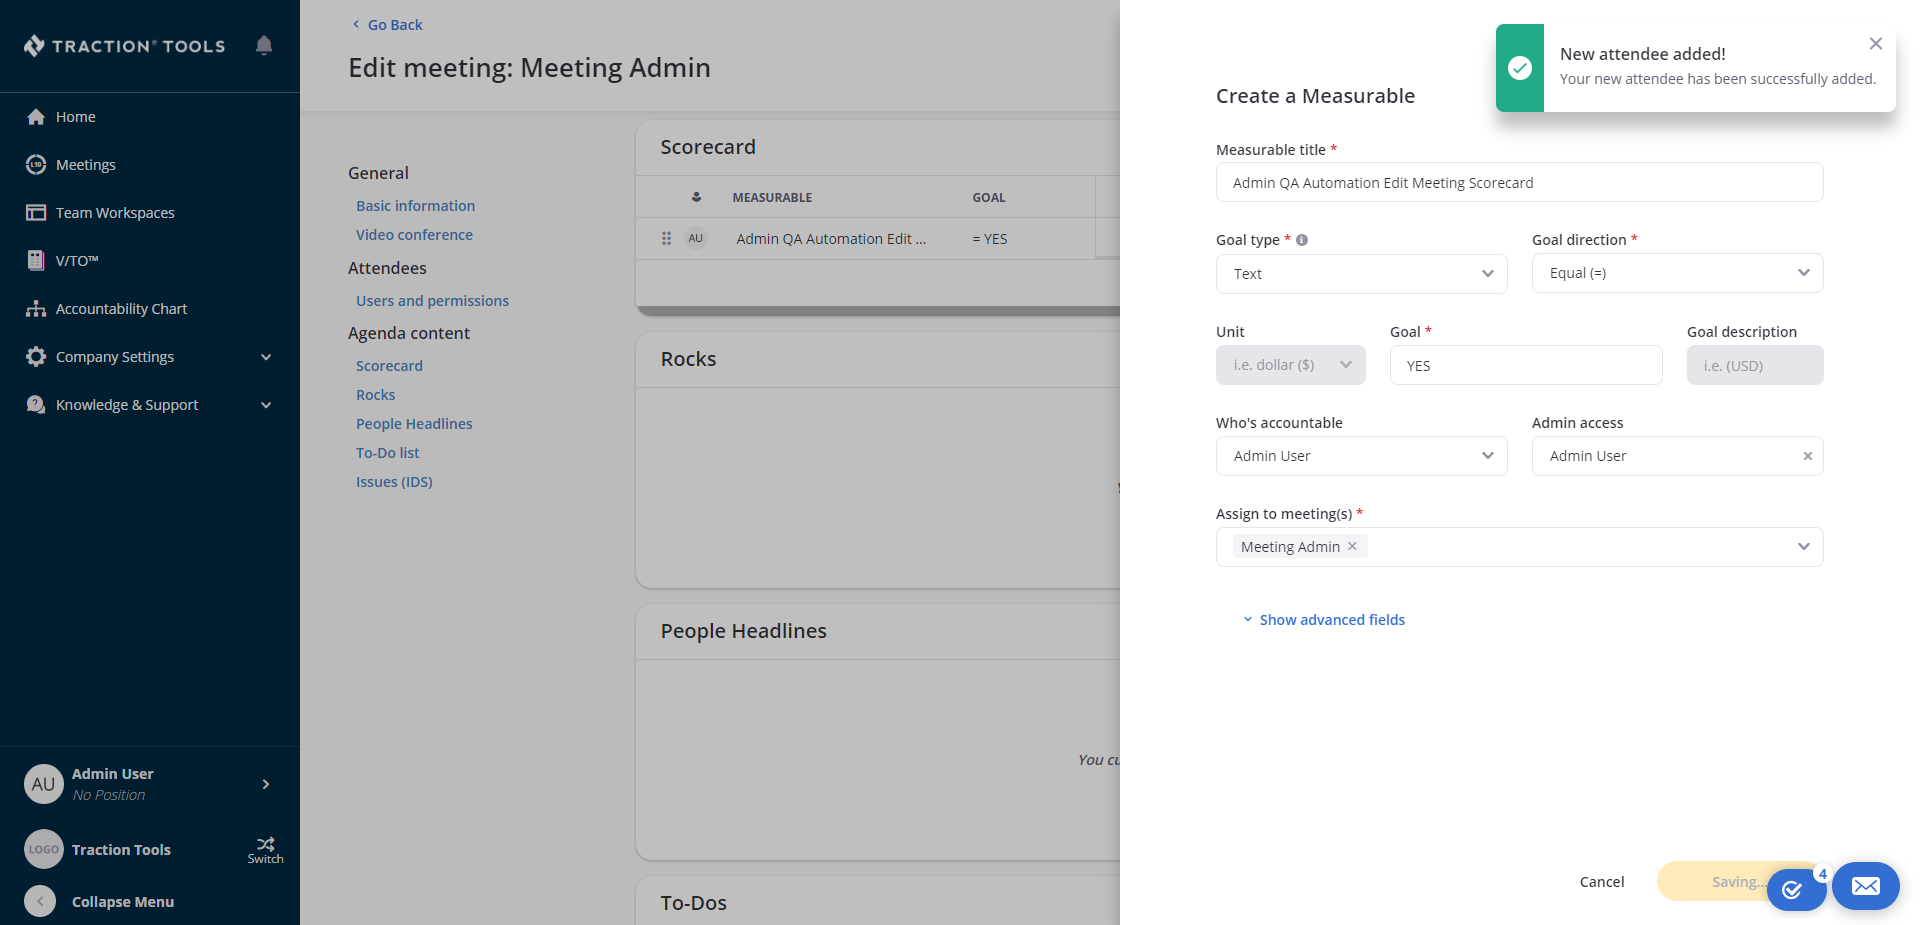 TRACTION® TOOLS
Home
L10
Meetings
Team Workspaces
V/TO™
Accountability Chart
Company Settings
Knowledge & Support
AU
Admin User
No Position
LOGO
Traction Tools
Switch
Collapse Menu
Go Back
Edit meeting: Meeting Admin
General
Basic information
Video conference
Attendees
Users and permissions
Agenda content
Scorecard
Rocks
People Headlines
To-Do list
Issues (IDS)
Scorecard
MEASURABLE GOAL
AU Admin QA Automation Edit ... = YES
Rocks
People Headlines
You cu
To-Dos
New attendee added!
Your new attendee has been successfully added.
Create a Measurable
Measurable title *
Admin QA Automation Edit Meeting Scorecard
Goal type * Goal direction *
Text Equal (=)
Unit Goal * Goal description
i.e. dollar ($) YES i.e. (USD)
Who's accountable Admin access
Admin User Admin User
Assign to meeting(s) *
Meeting Admin
Show advanced fields
Cancel Saving...
4